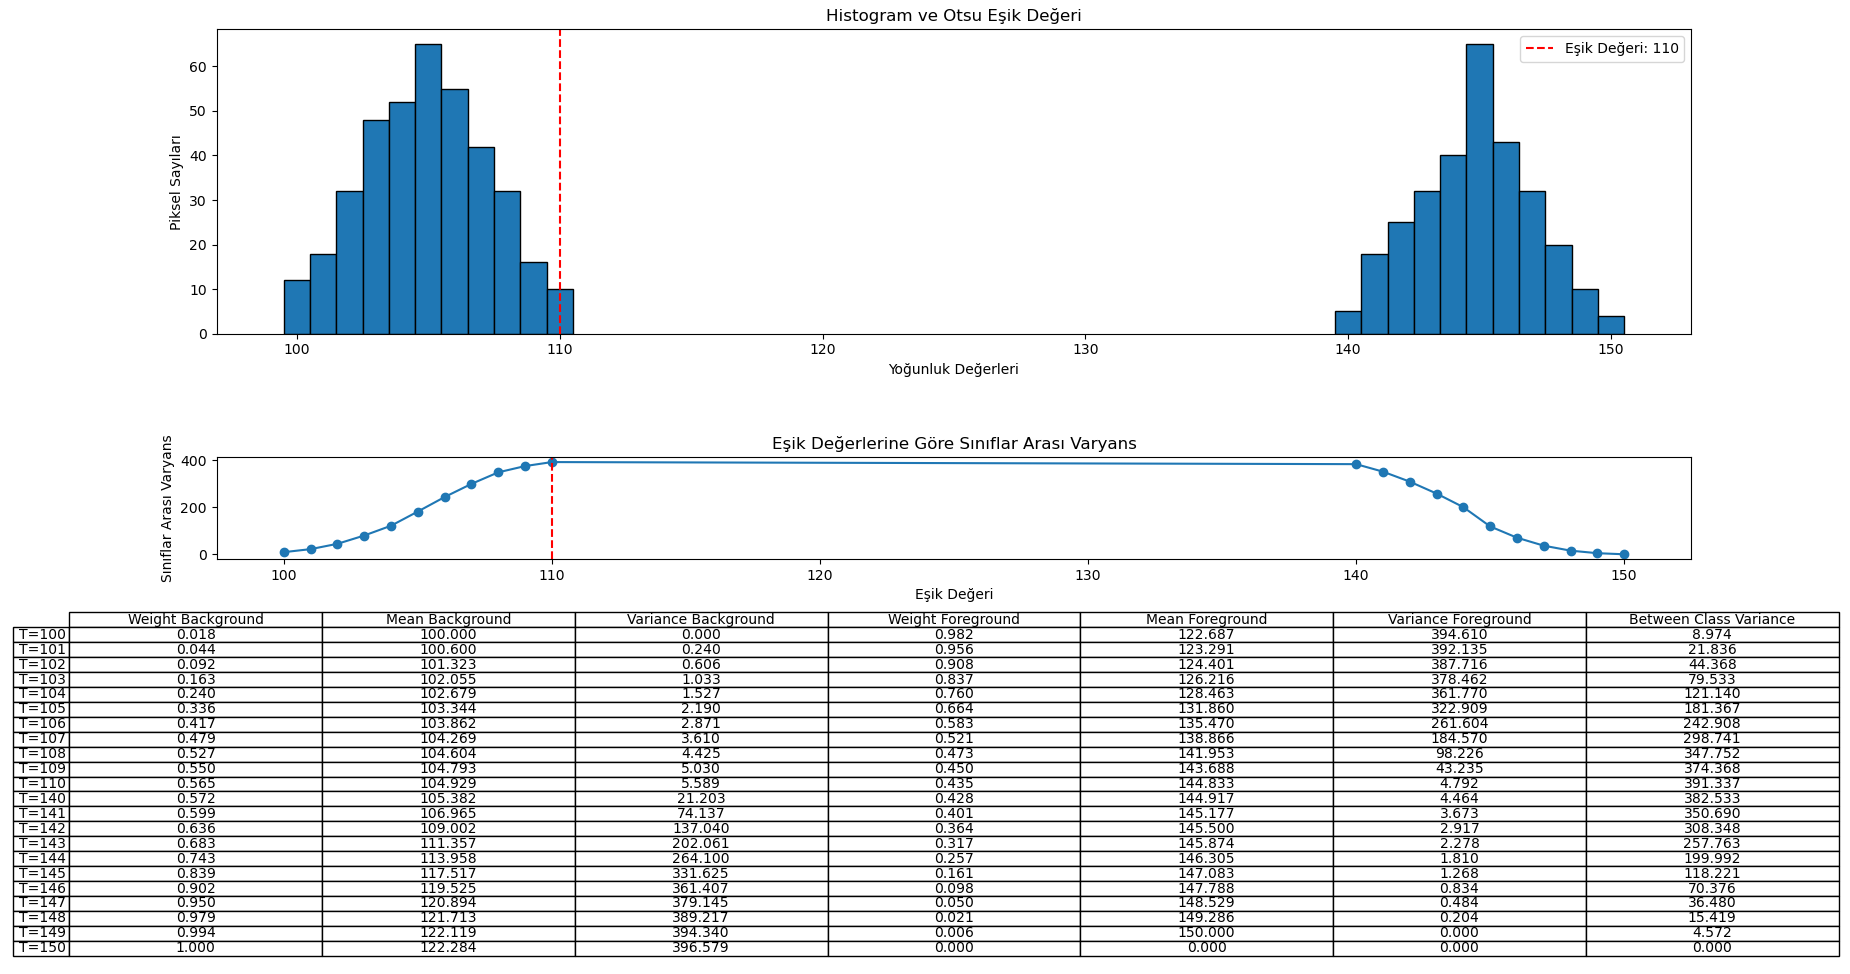 Histogram ve Otsu Eşik Değeri
Eşik Değeri: 110
Piksel Sayıları
60
50
40
30
20
10
0
100 110 120 130 140 150
Yoğunluk Değerleri
Eşik Değerlerine Göre Sınıflar Arası Varyans
Sınıflar Arası Varyans
400
200
0
100 110 120 130 140 150
Eşik Değeri
Weight Background Mean Background Variance Background Weight Foreground Mean Foreground Variance Foreground Between Class Variance
T=100 0.018 100.000 0.000 0.982 122.687 394.610 8.974
T=101 0.044 100.600 0.240 0.956 123.291 392.135 21.836
T=102 0.092 101.323 0.606 0.908 124.401 387.716 44.368
T=103 0.163 102.055 1.033 0.837 126.216 378.462 79.533
T=104 0.240 102.679 1.527 0.760 128.463 361.770 121.140
T=105 0.336 103.344 2.190 0.664 131.860 322.909 181.367
T=106 0.417 103.862 2.871 0.583 135.470 261.604 242.908
T=107 0.479 104.269 3.610 0.521 138.866 184.570 298.741
T=108 0.527 104.604 4.425 0.473 141.953 98.226 347.752
T=109 0.550 104.793 5.030 0.450 143.688 43.235 374.368
T=110 0.565 104.929 5.589 0.435 144.833 4.792 391.337
T=140 0.572 105.382 21.203 0.428 144.917 4.464 382.533
T=141 0.599 106.965 74.137 0.401 145.177 3.673 350.690
T=142 0.636 109.002 137.040 0.364 145.500 2.917 308.348
T=143 0.683 111.357 202.061 0.317 145.874 2.278 257.763
T=144 0.743 113.958 264.100 0.257 146.305 1.810 199.992
T=145 0.839 117.517 331.625 0.161 147.083 1.268 118.221
T=146 0.902 119.525 361.407 0.098 147.788 0.834 70.376
T=147 0.950 120.894 379.145 0.050 148.529 0.484 36.480
T=148 0.979 121.713 389.217 0.021 149.286 0.204 15.419
T=149 0.994 122.119 394.340 0.006 150.000 0.000 4.572
T=150 1.000 122.284 396.579 0.000 0.000 0.000 0.000